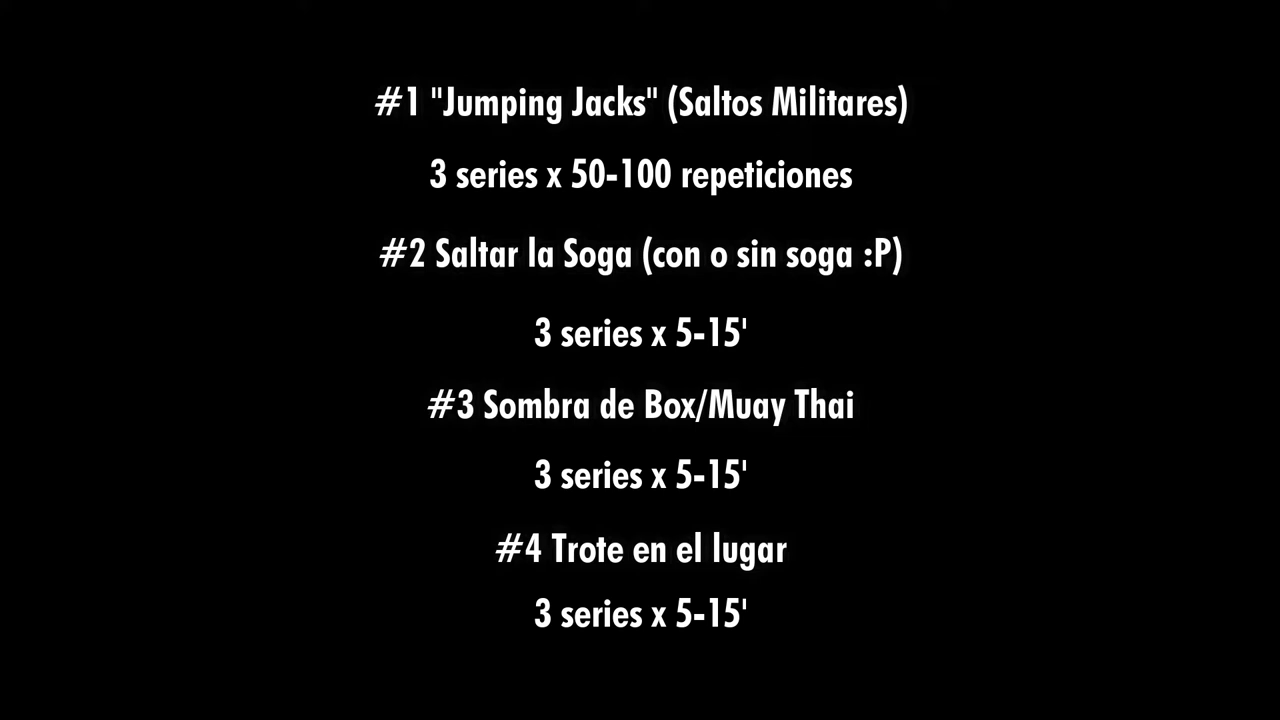 #1 "Jumping Jacks" (Saltos Militares)
3 series x 50-100 repeticiones
#2 Saltar la Soga (con o sin soga :P)
3 series x 5-15'
#3 Sombra de Box/Muay Thai
3 series x 5-15'
#4 Trote en el lugar
3 series x 5-15'